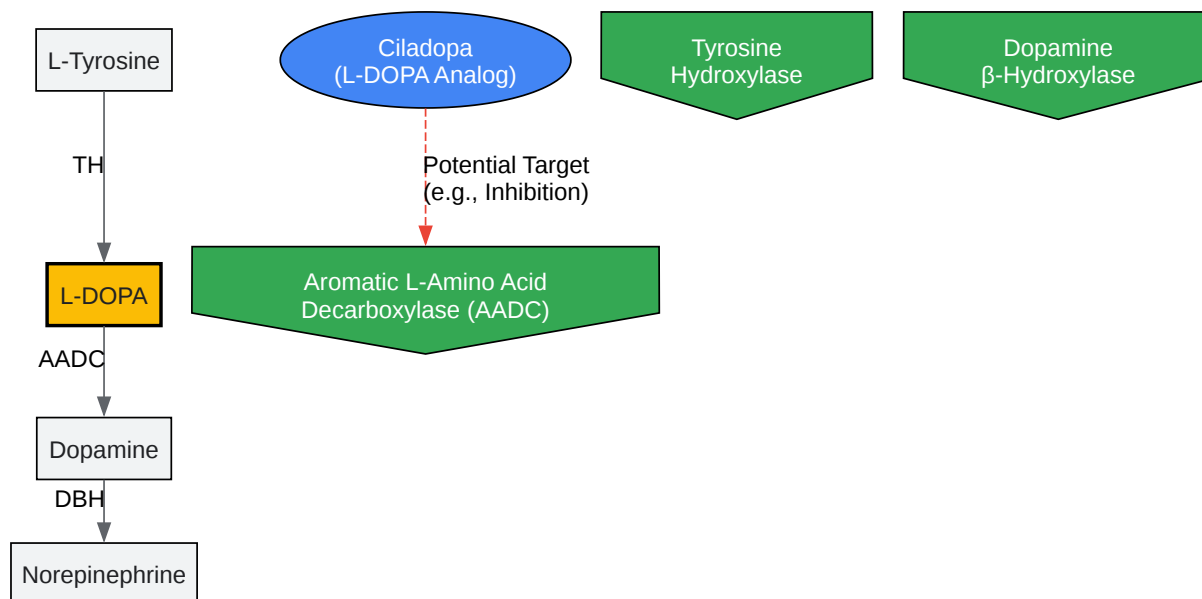 L-Tyrosine
Ciladopa
(L-DOPA Analog)
Tyrosine
Hydroxylase
Dopamine
β-Hydroxylase
TH
Potential Target
(e.g., Inhibition)
L-DOPA
Aromatic L-Amino Acid
Decarboxylase (AADC)
AADC
Dopamine
DBH
Norepinephrine